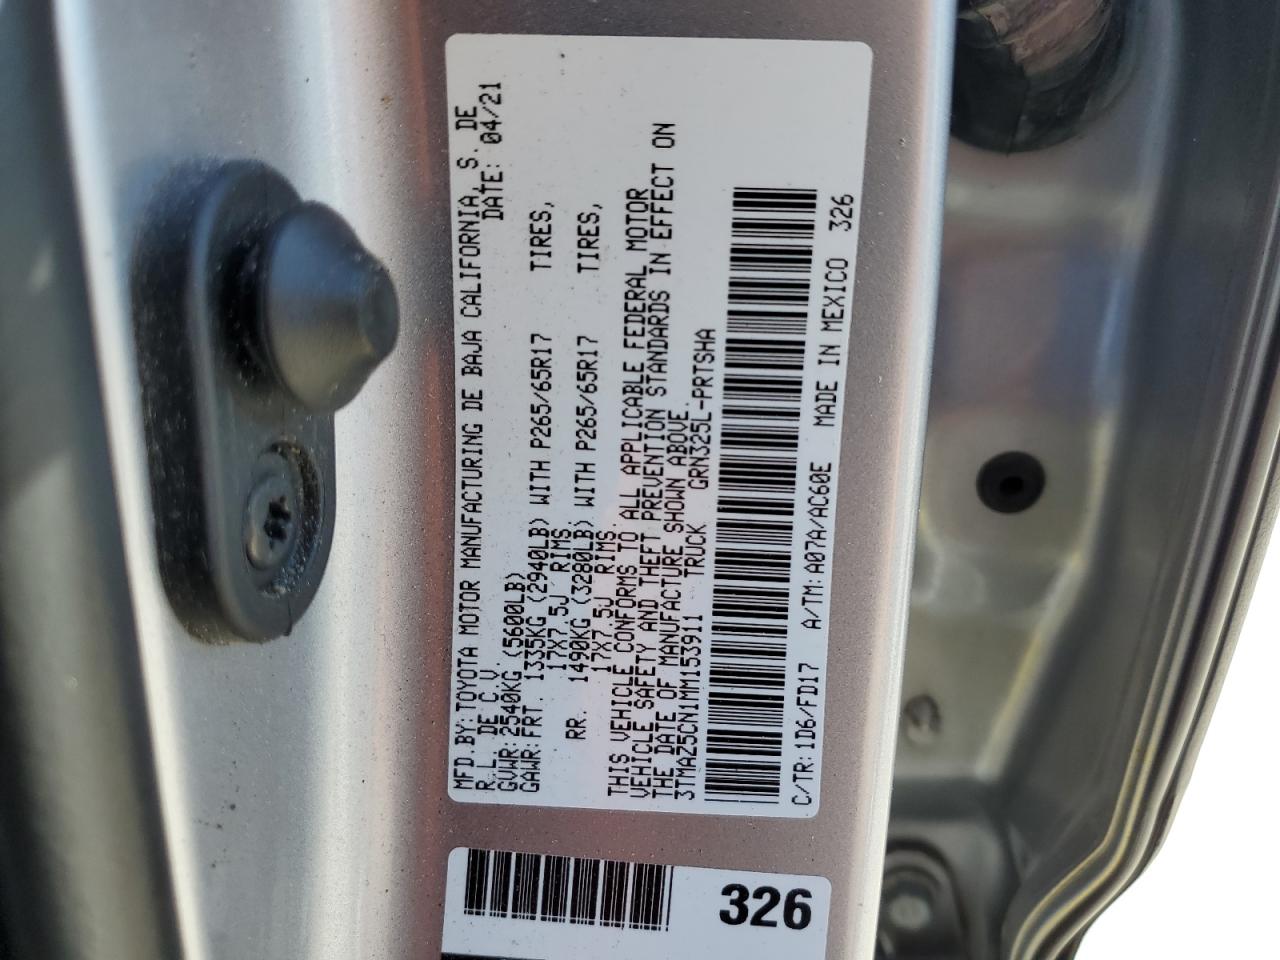 MFD.BY:TOYOTA MOTOR MANUFACTURING DE BAJA CALIFORNIA, S. DE
R.L. DE C.V. DATE: 04/21
GVWR:2540KG (5600LB)
GAWR:FRT. 1335KG (2940LB) WITH P265/65R17 TIRES,
17X7.5J RIMS.
RR. 1490KG (3280LB) WITH P265/65R17 TIRES,
17X7.5J RIMS.
THIS VEHICLE CONFORMS TO ALL APPLICABLE FEDERAL MOTOR
VEHICLE SAFETY AND THEFT PREVENTION STANDARDS IN EFFECT ON
THE DATE OF MANUFACTURE SHOWN ABOVE.
3TMAZ5CN1MM153911 TRUCK GRN325L-PRTSHA
C/TR:1D6/FD17 A/TM:A07A/AC60E MADE IN MEXICO 326
326